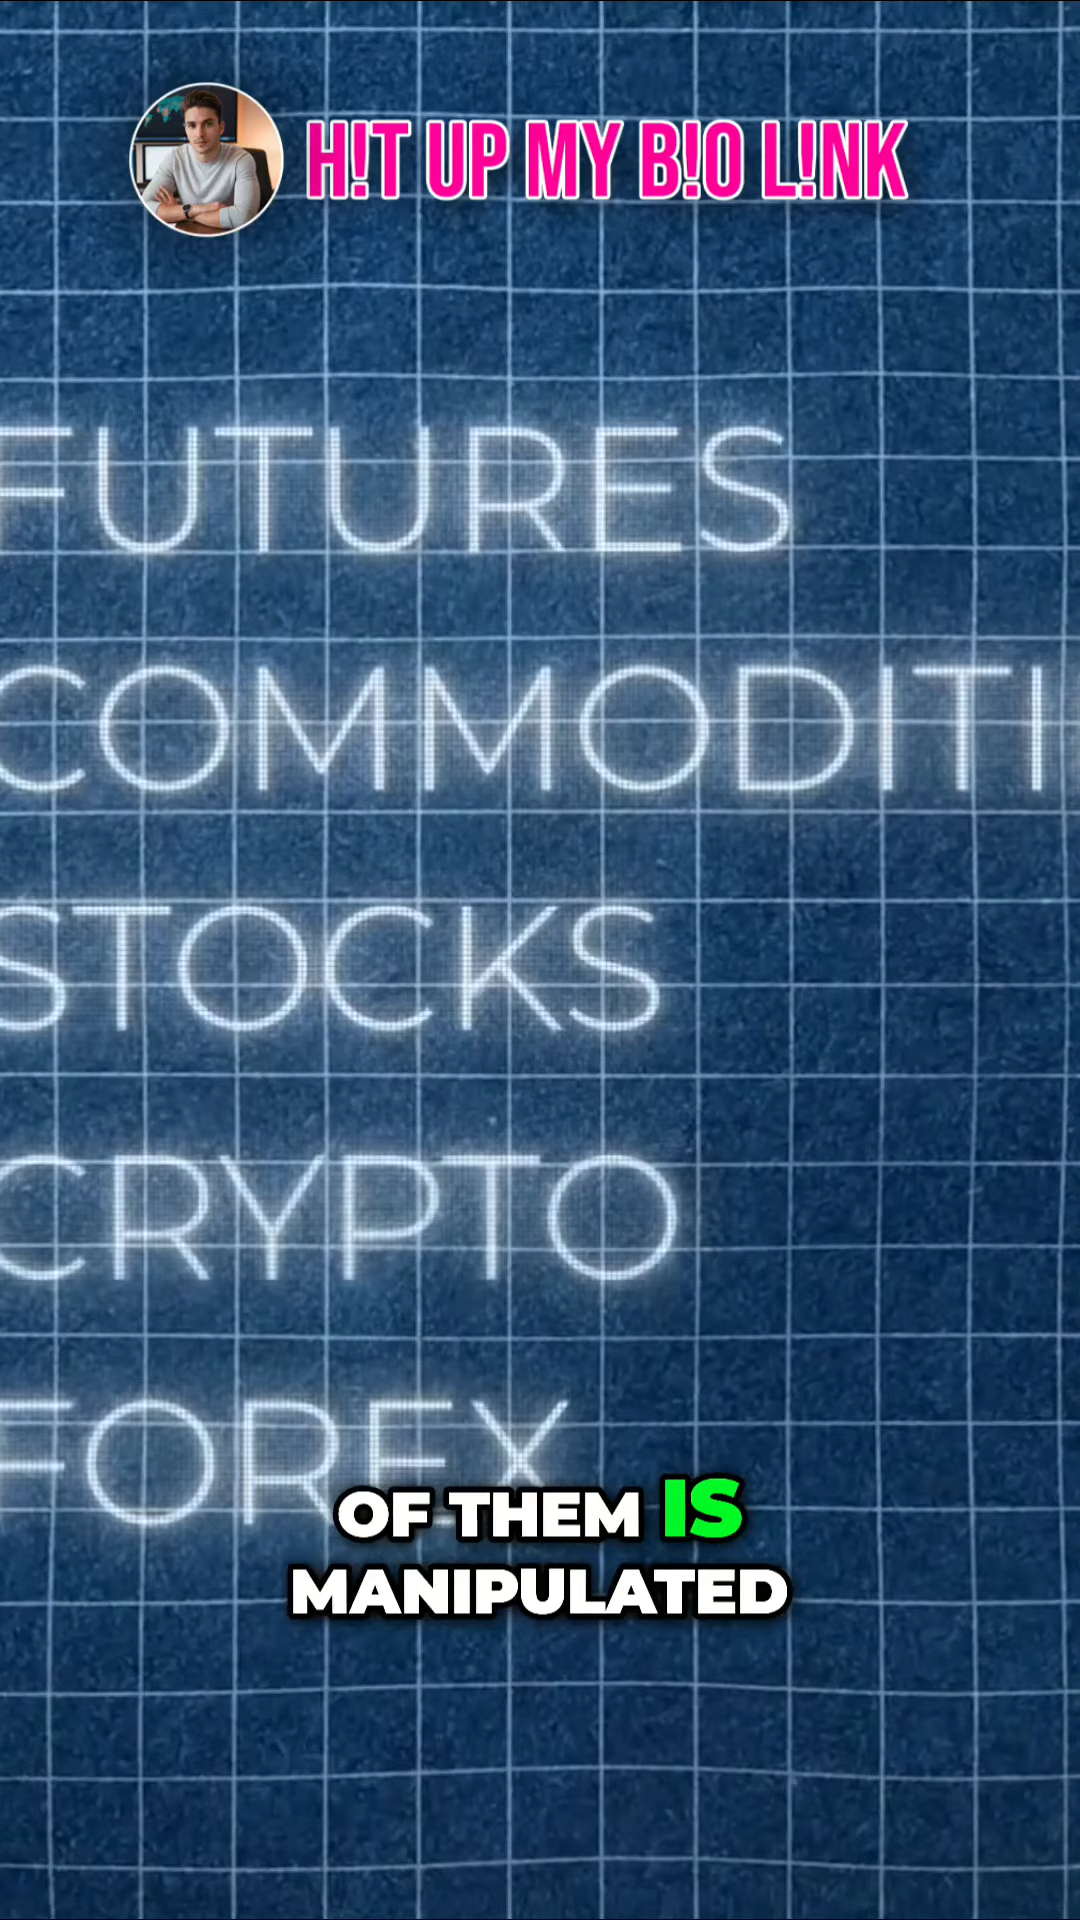 H!T UP MY B!O L!NK
FUTURES
COMMODITI
STOCKS
CRYPTO
FOREX
OF THEM IS
MANIPULATED